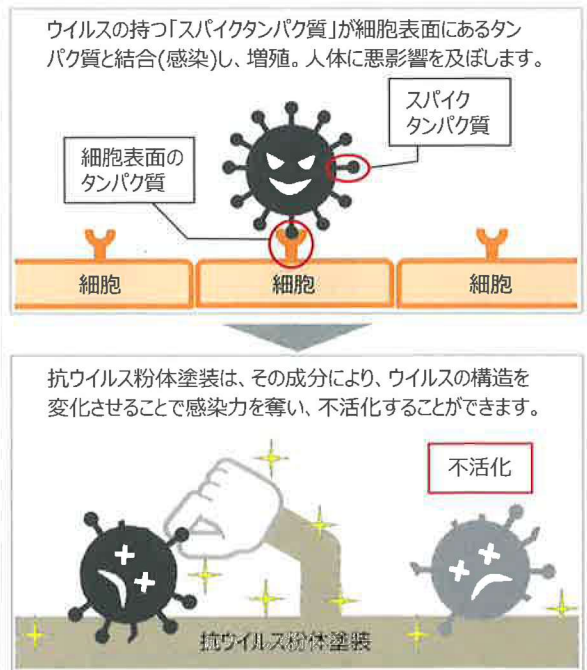 ウイルスの持つ「スパイクタンパク質」が細胞表面にあるタン
パク質と結合(感染)し、増殖。人体に悪影響を及ぼします。
スパイク
タンパク質
細胞表面の
タンパク質
細胞
細胞
細胞
抗ウイルス粉体塗装は、その成分により、ウイルスの構造を
変化させることで感染力を奪い、不活化することができます。
不活化
抗ウイルス粉体塗装